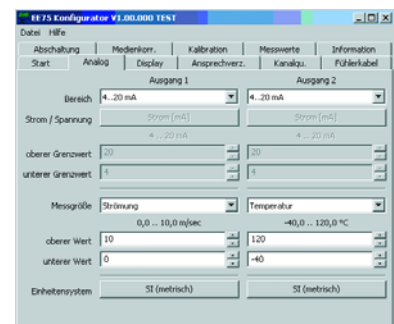 EE75 Konfigurator V1.00.000 TEST
Datei Hilfe
Abschaltung Medienkorr. Kalibration Messwerte Information
Start Analog Display Ansprechverz. Kanalqu. Fühlerkabel
Ausgang 1 Ausgang 2
Bereich 4..20 mA 4..20 mA
Strom / Spannung Strom [mA] Strom [mA]
4 .. 20 mA 4 .. 20 mA
oberer Grenzwert 20 20
unterer Grenzwert 4 4
Messgröße Strömung Temperatur
0,0 .. 10,0 m/sec -40,0 .. 120,0 °C
oberer Wert 10 120
unterer Wert 0 -40
Einheitensystem SI (metrisch) SI (metrisch)